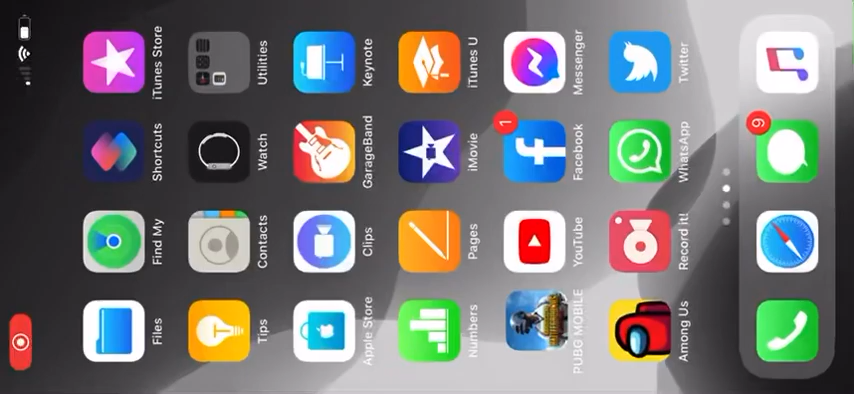 Files Find My Shortcuts iTunes Store
Tips Contacts Watch Utilities
Apple Store Clips GarageBand Keynote
Numbers Pages iMovie iTunes U
1
PUBG MOBILE YouTube Facebook Messenger
Among Us Record it! WhatsApp Twitter
9